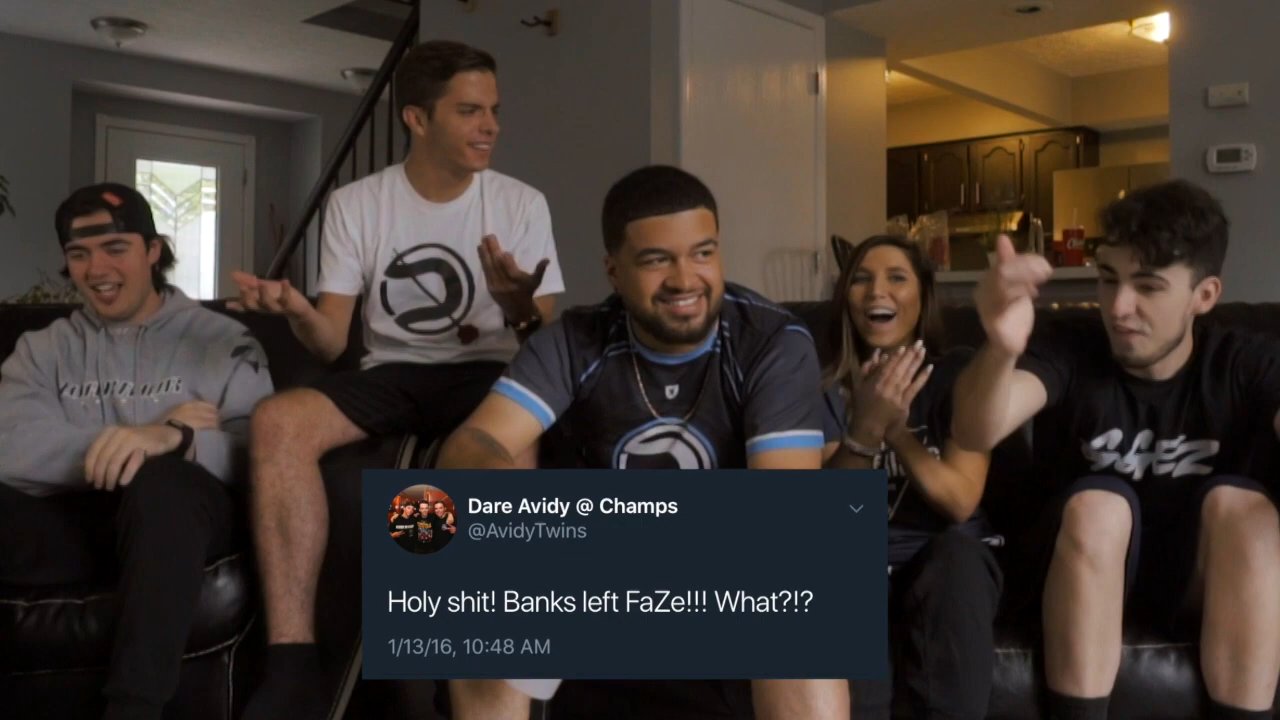 Dare Avidy @ Champs
@AvidyTwins
Holy shit! Banks left FaZe!!! What?!?
1/13/16, 10:48 AM